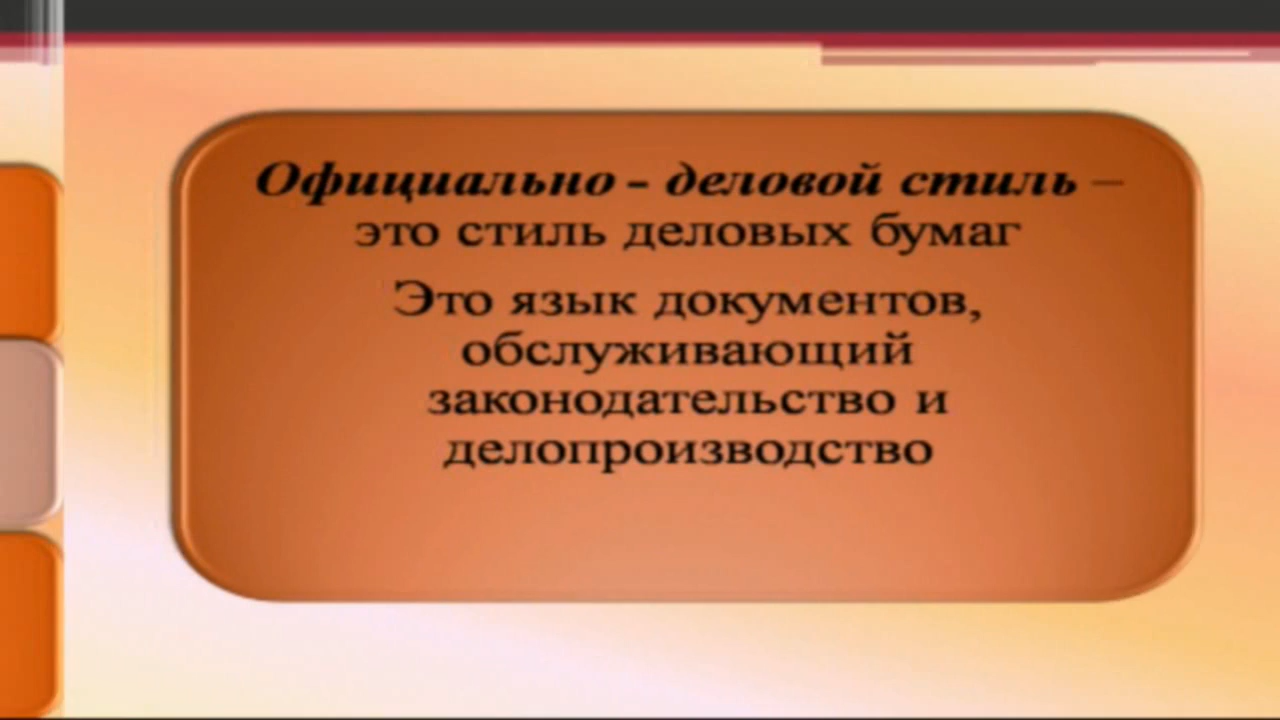 Официально - деловой стиль –
это стиль деловых бумаг
Это язык документов,
обслуживающий
законодательство и
делопроизводство